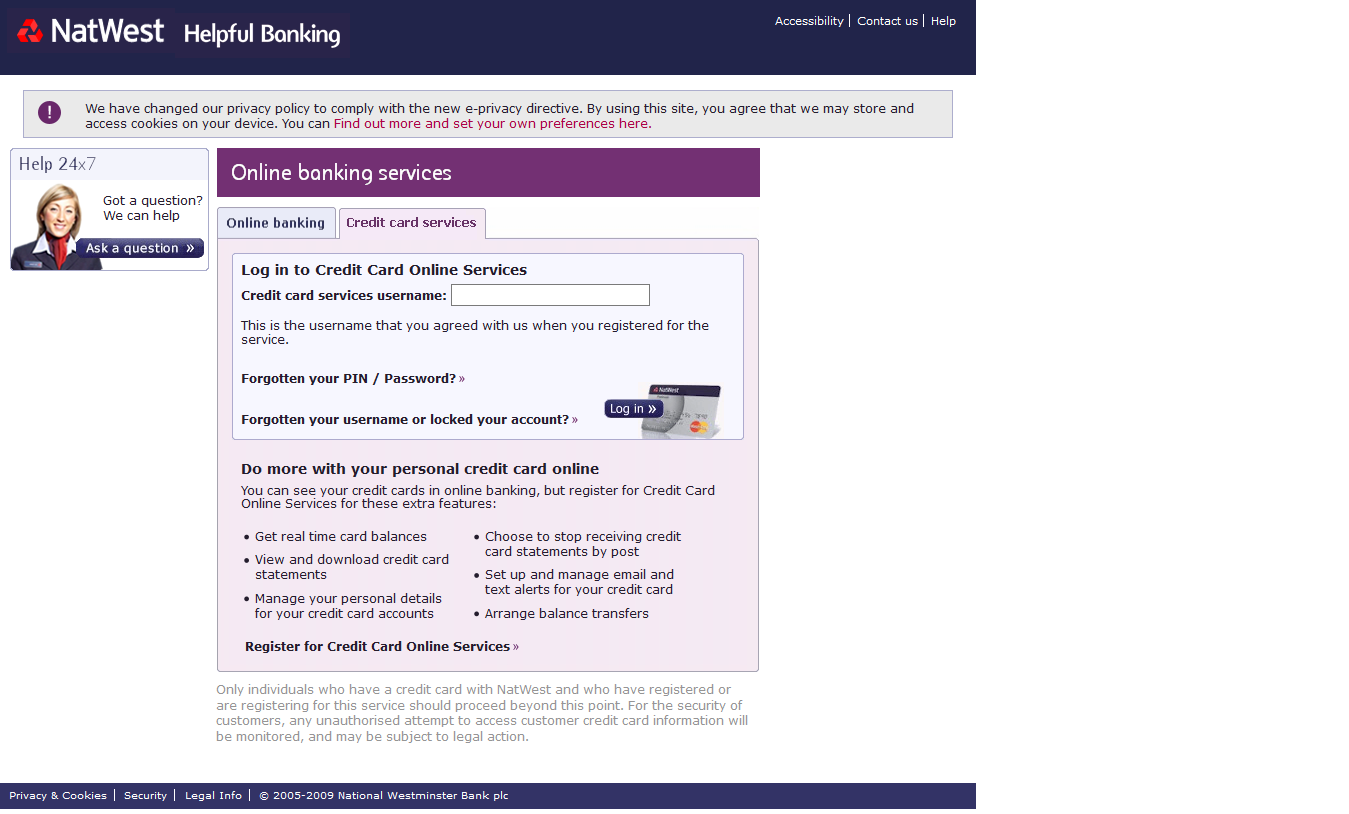 NatWest Helpful Banking
Accessibility | Contact us | Help
! We have changed our privacy policy to comply with the new e-privacy directive. By using this site, you agree that we may store and
access cookies on your device. You can Find out more and set your own preferences here.
Help 24x7
Got a question?
We can help
Ask a question »
Online banking services
Online banking
Credit card services
Log in to Credit Card Online Services
Credit card services username:
This is the username that you agreed with us when you registered for the
service.
Forgotten your PIN / Password? »
Forgotten your username or locked your account? »
NatWest
Log in »
Do more with your personal credit card online
You can see your credit cards in online banking, but register for Credit Card
Online Services for these extra features:
• Get real time card balances
• View and download credit card
statements
• Manage your personal details
for your credit card accounts
• Choose to stop receiving credit
card statements by post
• Set up and manage email and
text alerts for your credit card
• Arrange balance transfers
Register for Credit Card Online Services »
Only individuals who have a credit card with NatWest and who have registered or
are registering for this service should proceed beyond this point. For the security of
customers, any unauthorised attempt to access customer credit card information will
be monitored, and may be subject to legal action.
Privacy & Cookies | Security | Legal Info | © 2005-2009 National Westminster Bank plc